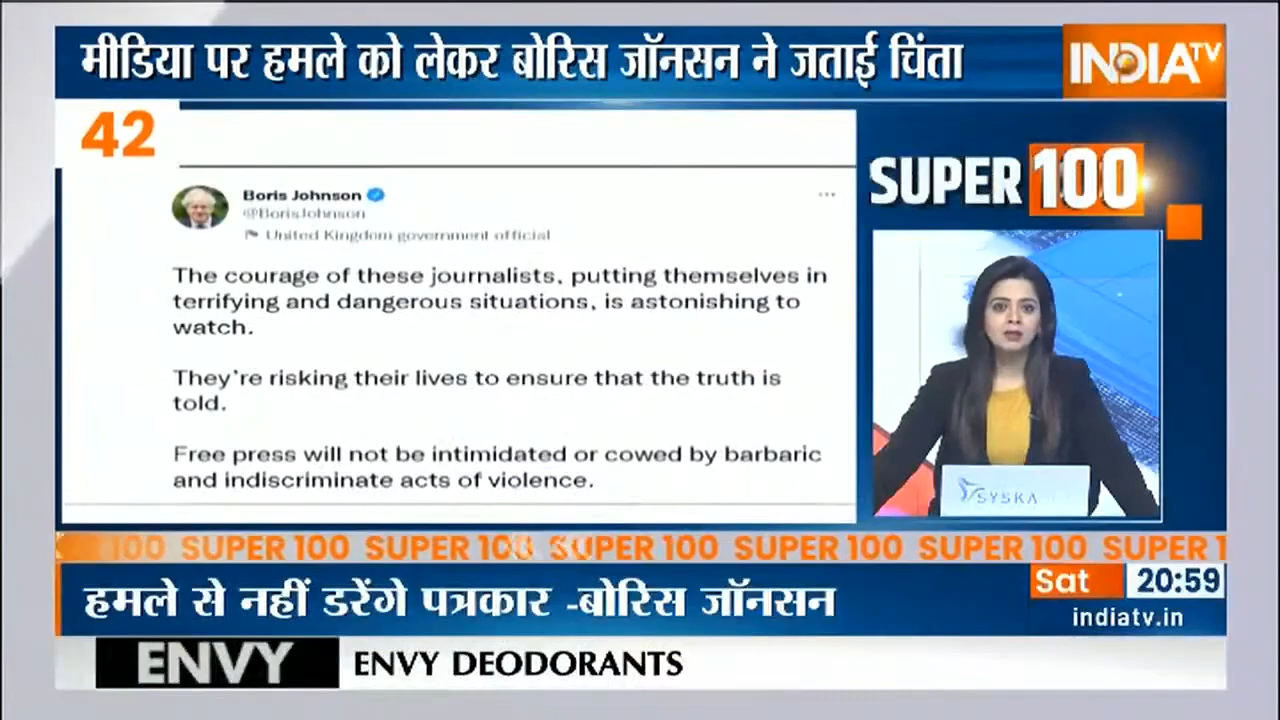 मीडिया पर हमले को लेकर बोरिस जॉनसन ने जताई चिंता
INDIA TV
42
SUPER 100
Boris Johnson
@BorisJohnson
United Kingdom government official
The courage of these journalists, putting themselves in
terrifying and dangerous situations, is astonishing to
watch.
They're risking their lives to ensure that the truth is
told.
Free press will not be intimidated or cowed by barbaric
and indiscriminate acts of violence.
SYSKA
100 SUPER 100 SUPER 100 SUPER 100 SUPER 100 SUPER 100 SUPER 1
हमले से नहीं डरेंगे पत्रकार -बोरिस जॉनसन
Sat 20:59
indiatv.in
ENVY ENVY DEODORANTS